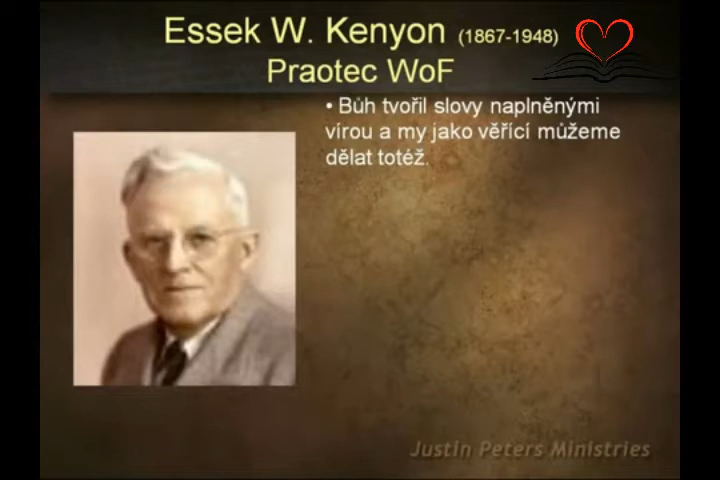 Essek W. Kenyon (1867-1948)
Praotec WoF
• Bůh tvořil slovy naplněnými
vírou a my jako věřící můžeme
dělat totéž.
Justin Peters Ministries